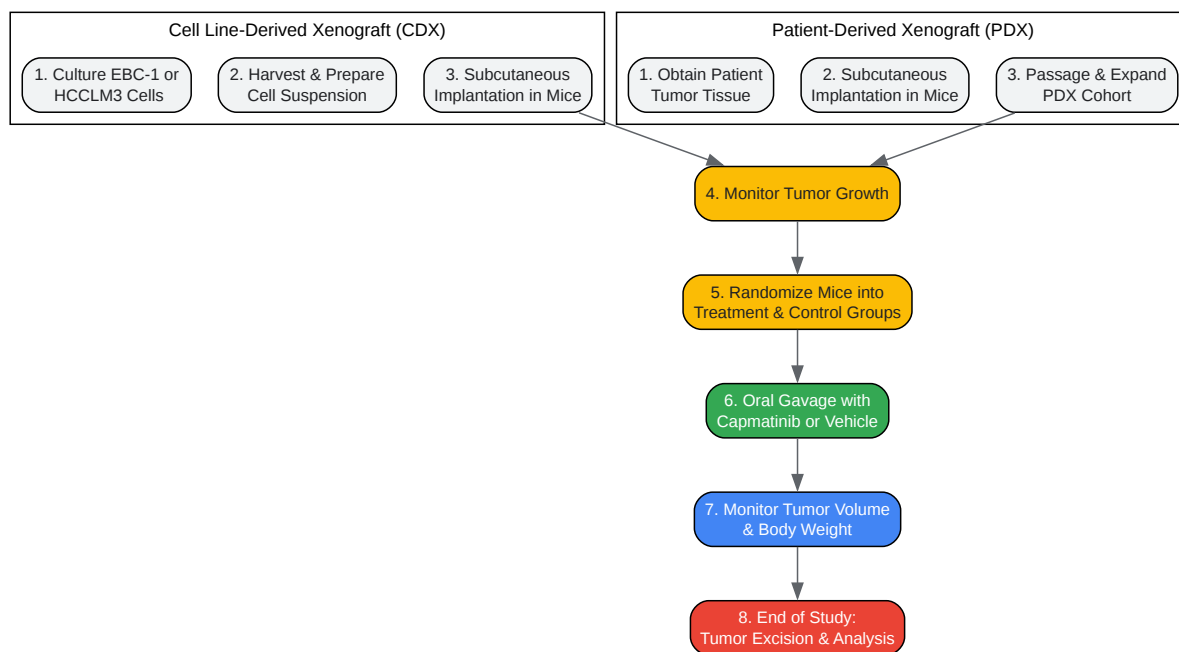 Cell Line-Derived Xenograft (CDX)
1. Culture EBC-1 or
HCCLM3 Cells
2. Harvest & Prepare
Cell Suspension
3. Subcutaneous
Implantation in Mice
Patient-Derived Xenograft (PDX)
1. Obtain Patient
Tumor Tissue
2. Subcutaneous
Implantation in Mice
3. Passage & Expand
PDX Cohort
4. Monitor Tumor Growth
5. Randomize Mice into
Treatment & Control Groups
6. Oral Gavage with
Capmatinib or Vehicle
7. Monitor Tumor Volume
& Body Weight
8. End of Study:
Tumor Excision & Analysis